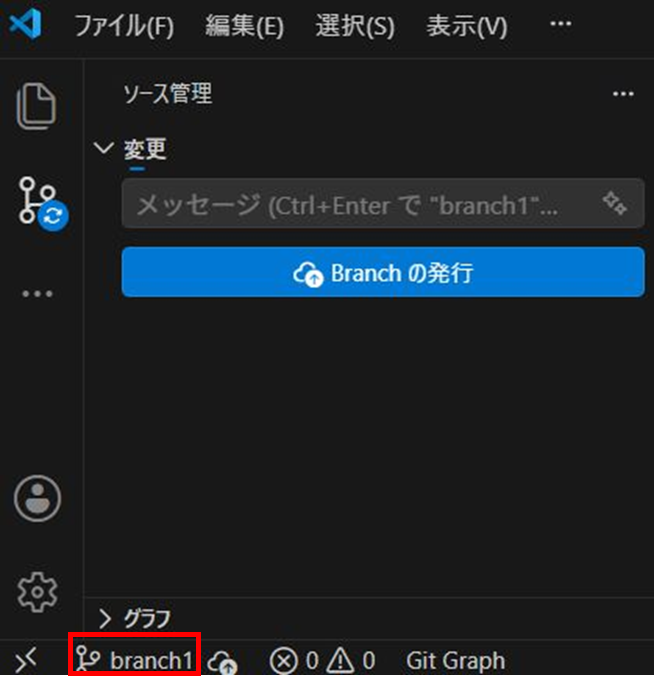 ファイル(F) 編集(E) 選択(S) 表示(V) ...
ソース管理 ...
変更
メッセージ (Ctrl+Enter で "branch1"...
Branch の発行
グラフ
branch1 0 0 Git Graph